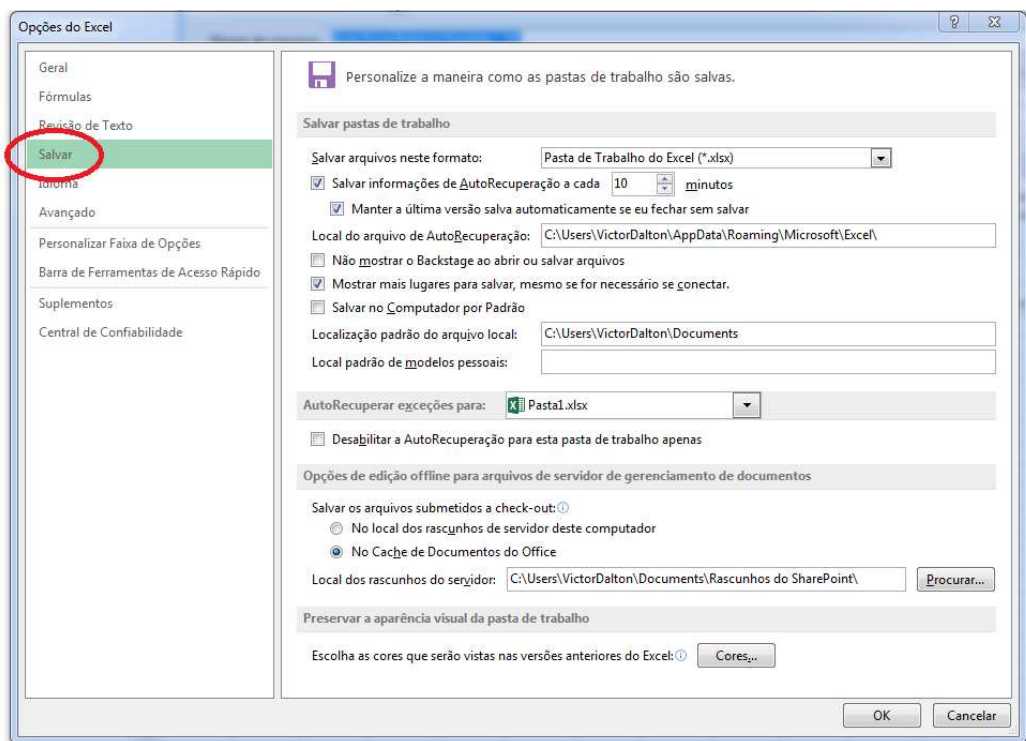 Opções do Excel
Geral
Fórmulas
Revisão de Texto
Salvar
Idioma
Avançado
Personalizar Faixa de Opções
Barra de Ferramentas de Acesso Rápido
Suplementos
Central de Confiabilidade
Personalize a maneira como as pastas de trabalho são salvas.
Salvar pastas de trabalho
Salvar arquivos neste formato: Pasta de Trabalho do Excel (*.xlsx)
Salvar informações de AutoRecuperação a cada 10 minutos
Manter a última versão salva automaticamente se eu fechar sem salvar
Local do arquivo de AutoRecuperação: C:\Users\VictorDalton\AppData\Roaming\Microsoft\Excel\
Não mostrar o Backstage ao abrir ou salvar arquivos
Mostrar mais lugares para salvar, mesmo se for necessário se conectar.
Salvar no Computador por Padrão
Localização padrão do arquivo local: C:\Users\VictorDalton\Documents
Local padrão de modelos pessoais:
AutoRecuperar exceções para: Pasta1.xlsx
Desabilitar a AutoRecuperação para esta pasta de trabalho apenas
Opções de edição offline para arquivos de servidor de gerenciamento de documentos
Salvar os arquivos submetidos a check-out:
No local dos rascunhos de servidor deste computador
No Cache de Documentos do Office
Local dos rascunhos do servidor: C:\Users\VictorDalton\Documents\Rascunhos do SharePoint\ Procurar...
Preservar a aparência visual da pasta de trabalho
Escolha as cores que serão vistas nas versões anteriores do Excel: Cores...
OK Cancelar